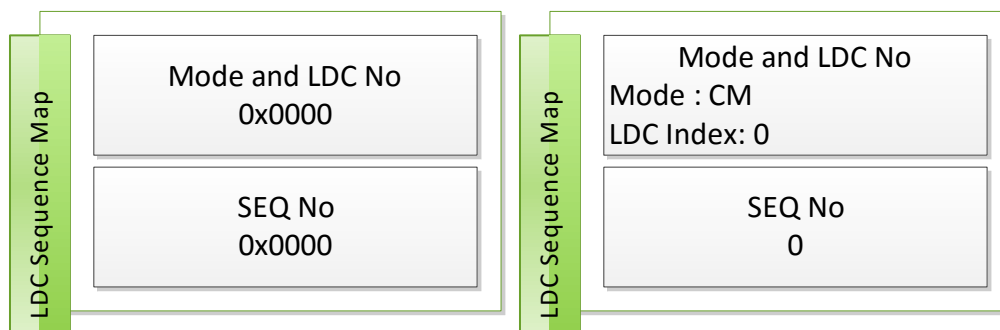 LDC Sequence Map
Mode and LDC No
0x0000
SEQ No
0x0000
LDC Sequence Map
Mode and LDC No
Mode : CM
LDC Index: 0
SEQ No
0